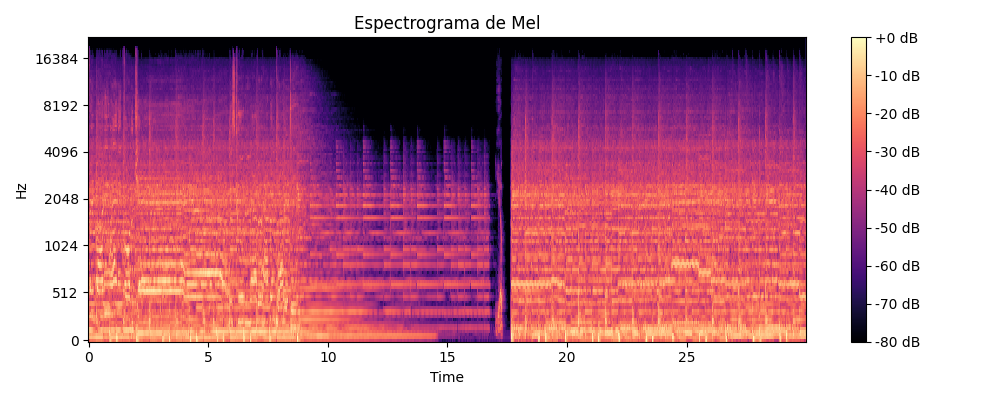 Espectrograma de Mel
Hz
16384
8192
4096
2048
1024
512
0
0 5 10 15 20 25
Time
+0 dB
-10 dB
-20 dB
-30 dB
-40 dB
-50 dB
-60 dB
-70 dB
-80 dB